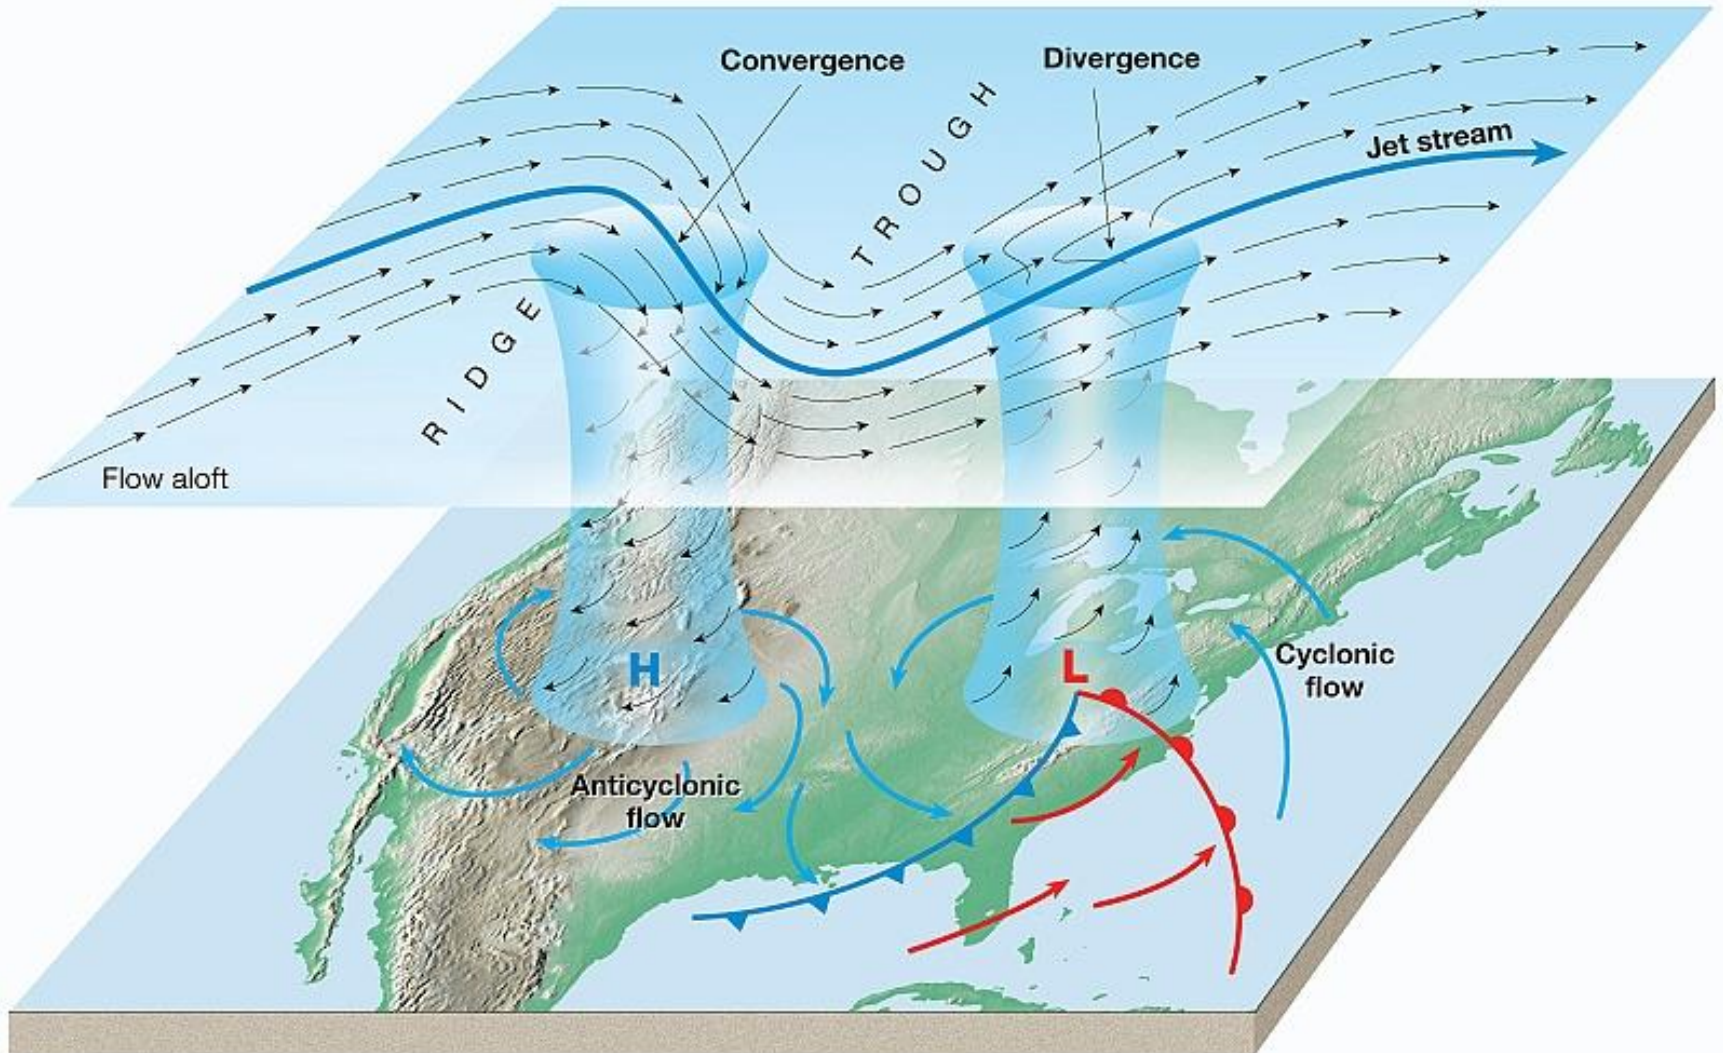 Convergence
Divergence
TROUGH
Jet stream
RIDGE
Flow aloft
H
L
Cyclonic
flow
Anticyclonic
flow